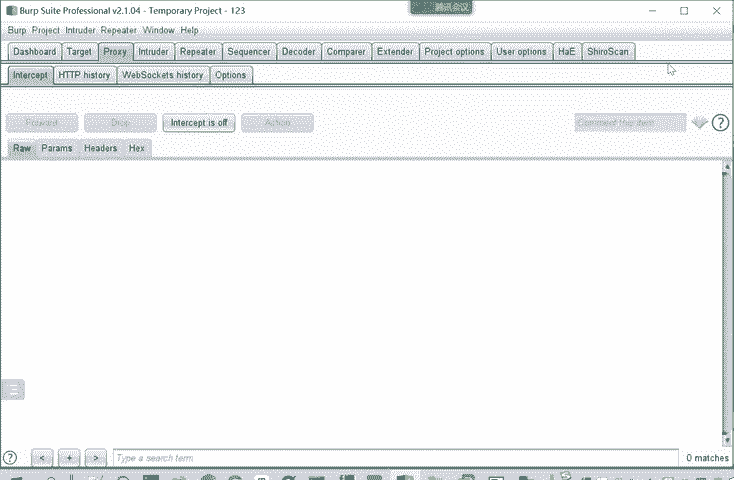 Burp Suite Professional v2.1.04 - Temporary Project - 123
腾讯会议
Burp Project Intruder Repeater Window Help
Dashboard Target Proxy Intruder Repeater Sequencer Decoder Comparer Extender Project options User options HaE ShiroScan
Intercept HTTP history WebSockets history Options
Forward Drop Intercept is off Action Comment this item
Raw Params Headers Hex
? < + > Type a search term 0 matches